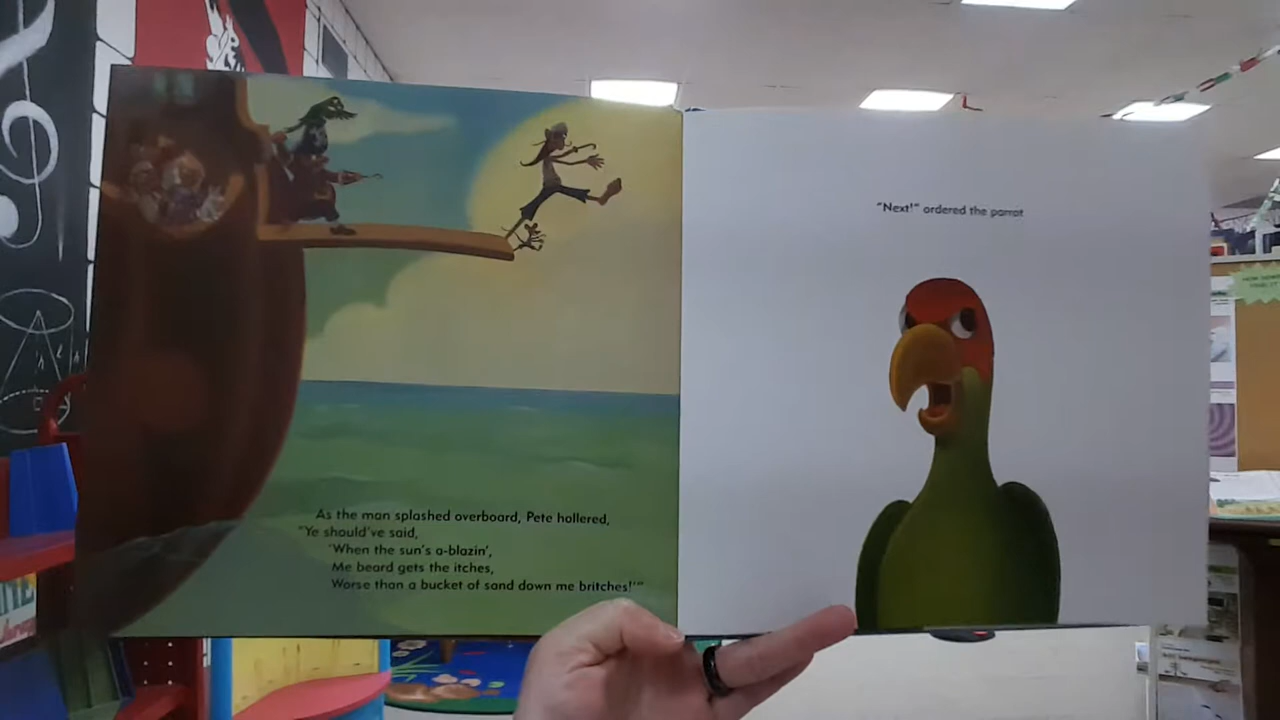 As the man splashed overboard, Pete hollered,
"Ye should've said,
'When the sun's a-blazin',
Me beard gets the itches,
Worse than a bucket of sand down me britches!'"
"Next!" ordered the parrot